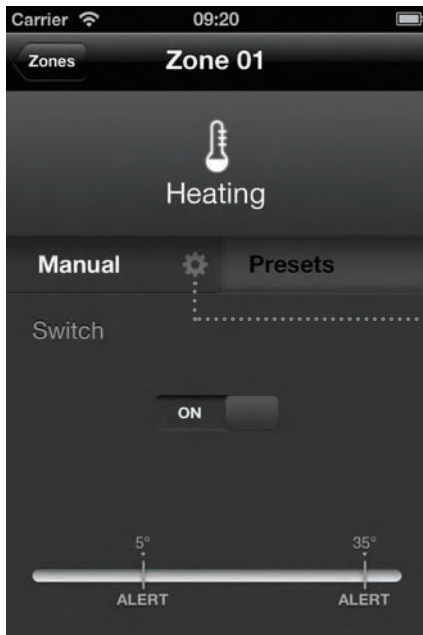 Carrier 09:20
Zones Zone 01
Heating
Manual Presets
Switch
ON
5° 35°
ALERT ALERT